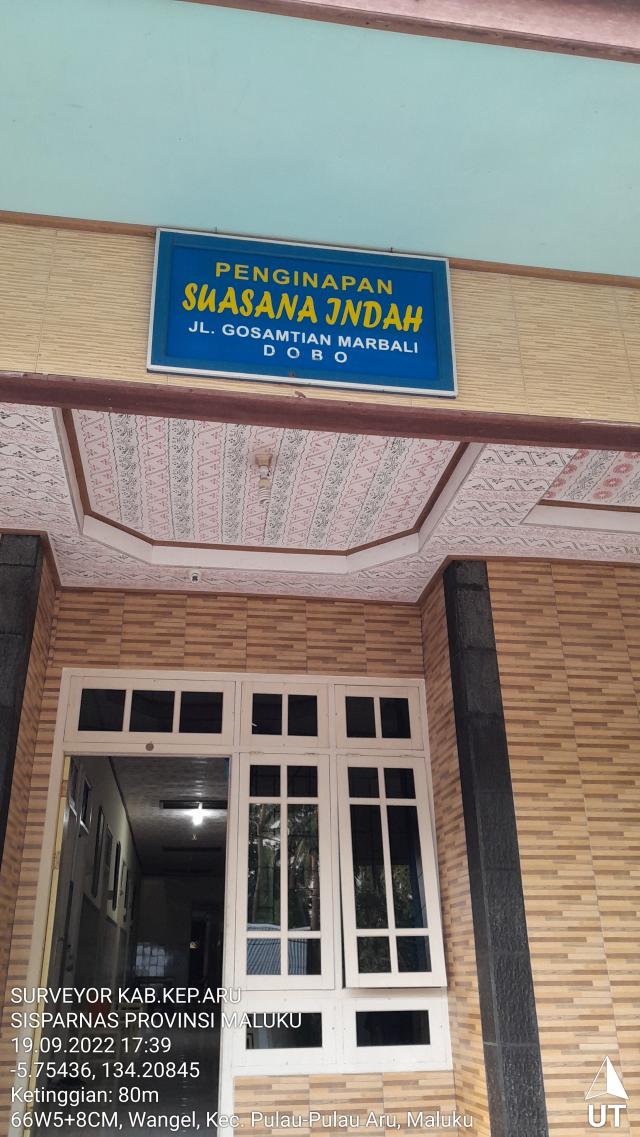 PENGINAPAN
SUASANA INDAH
JL. GOSAMTIAN MARBALI
DOBO
SURVEYOR KAB.KEP.ARU
SISPARNAS PROVINSI MALUKU
19.09.2022 17:39
-5.75436, 134.20845
Ketinggian: 80m
66W5+8CM, Wangel, Kec. Pulau-Pulau Aru, Maluku
UT